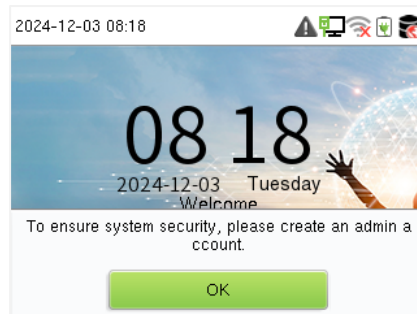 2024-12-03 08:18
08 18
2024-12-03 Tuesday
Welcome
To ensure system security, please create an admin a
ccount.
OK